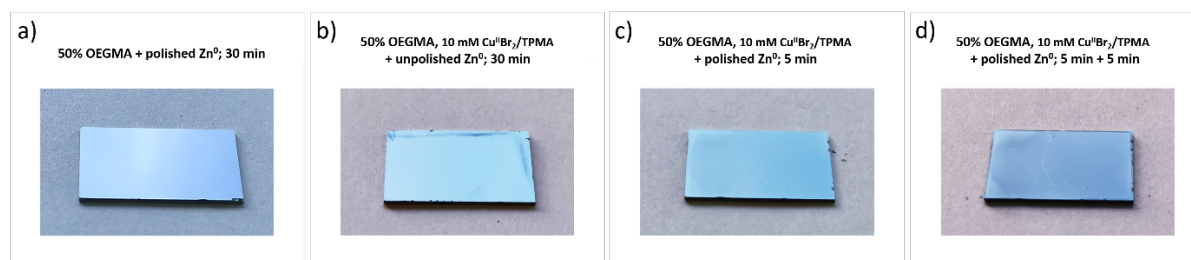 a)
50% OEGMA + polished Zn⁰; 30 min
b)
50% OEGMA, 10 mM CuᴵᴵBr₂/TPMA
+ unpolished Zn⁰; 30 min
c)
50% OEGMA, 10 mM CuᴵᴵBr₂/TPMA
+ polished Zn⁰; 5 min
d)
50% OEGMA, 10 mM CuᴵᴵBr₂/TPMA
+ polished Zn⁰; 5 min + 5 min